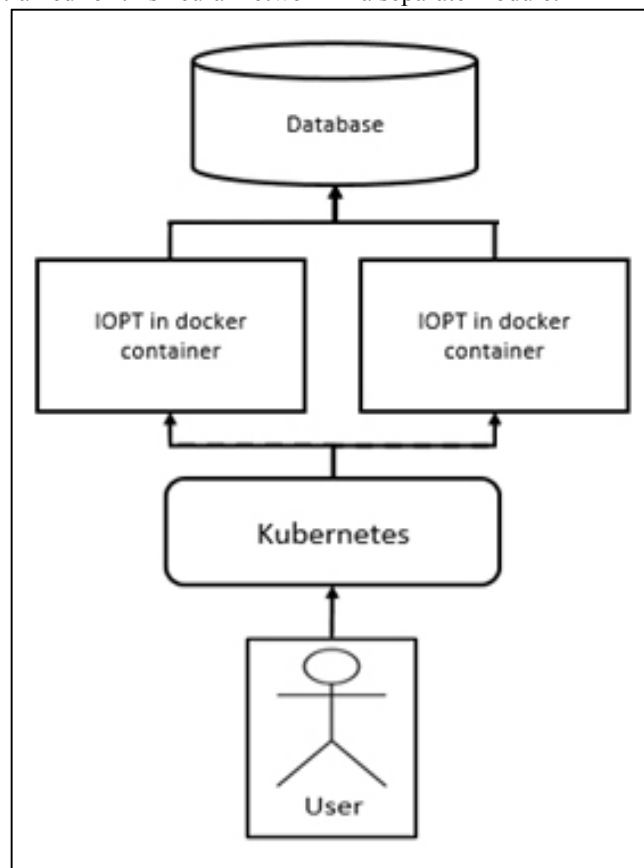 Database
IOPT in docker
container
IOPT in docker
container
Kubernetes
User